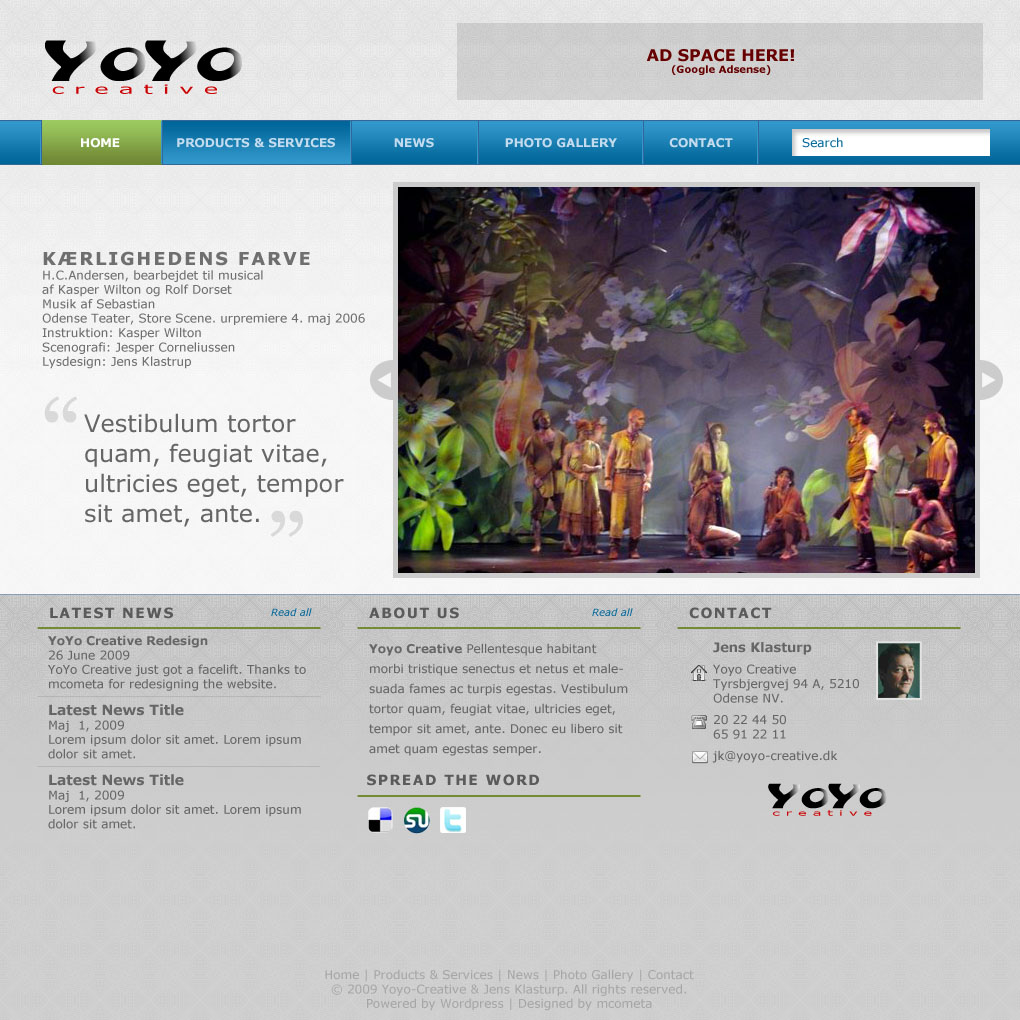 YoYo
creative
AD SPACE HERE!
(Google Adsense)
HOME
PRODUCTS & SERVICES
NEWS
PHOTO GALLERY
CONTACT
Search
KÆRLIGHEDENS FARVE
H.C.Andersen, bearbejdet til musical
af Kasper Wilton og Rolf Dorset
Musik af Sebastian
Odense Teater, Store Scene. urpremiere 4. maj 2006
Instruktion: Kasper Wilton
Scenografi: Jesper Corneliussen
Lysdesign: Jens Klastrup
“ Vestibulum tortor
quam, feugiat vitae,
ultricies eget, tempor
sit amet, ante. ”
LATEST NEWS
Read all
YoYo Creative Redesign
26 June 2009
YoYo Creative just got a facelift. Thanks to
mcometa for redesigning the website.
Latest News Title
Maj 1, 2009
Lorem ipsum dolor sit amet. Lorem ipsum
dolor sit amet.
Latest News Title
Maj 1, 2009
Lorem ipsum dolor sit amet. Lorem ipsum
dolor sit amet.
ABOUT US
Read all
Yoyo Creative Pellentesque habitant
morbi tristique senectus et netus et male-
suada fames ac turpis egestas. Vestibulum
tortor quam, feugiat vitae, ultricies eget,
tempor sit amet, ante. Donec eu libero sit
amet quam egestas semper.
SPREAD THE WORD
SU
t
CONTACT
Jens Klasturp
Yoyo Creative
Tyrsbjergvej 94 A, 5210
Odense NV.
20 22 44 50
65 91 22 11
jk@yoyo-creative.dk
YoYo
creative
Home | Products & Services | News | Photo Gallery | Contact
© 2009 Yoyo-Creative & Jens Klasturp. All rights reserved.
Powered by Wordpress | Designed by mcometa